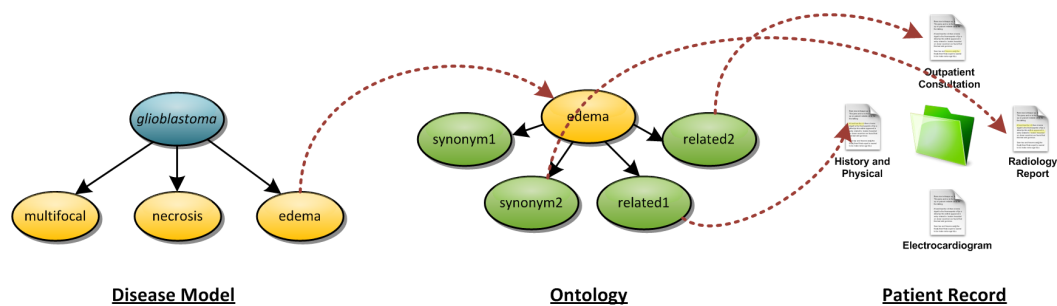 glioblastoma
multifocal
necrosis
edema
Disease Model
edema
synonym1
related2
synonym2
related1
Ontology
Outpatient
Consultation
History and
Physical
Radiology
Report
Electrocardiogram
Patient Record